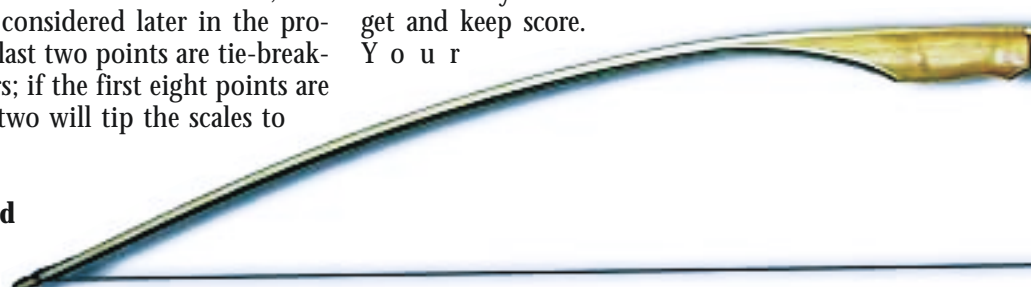 considered later in the pro-
last two points are tie-break-
s; if the first eight points are
two will tip the scales to
d
get and keep score.
Y o u r